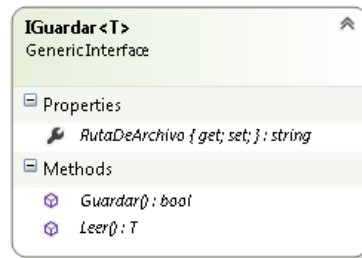 IGuardar<T>
GenericInterface
Properties
RutaDeArchivo { get; set; } : string
Methods
Guardar() : bool
Leer() : T